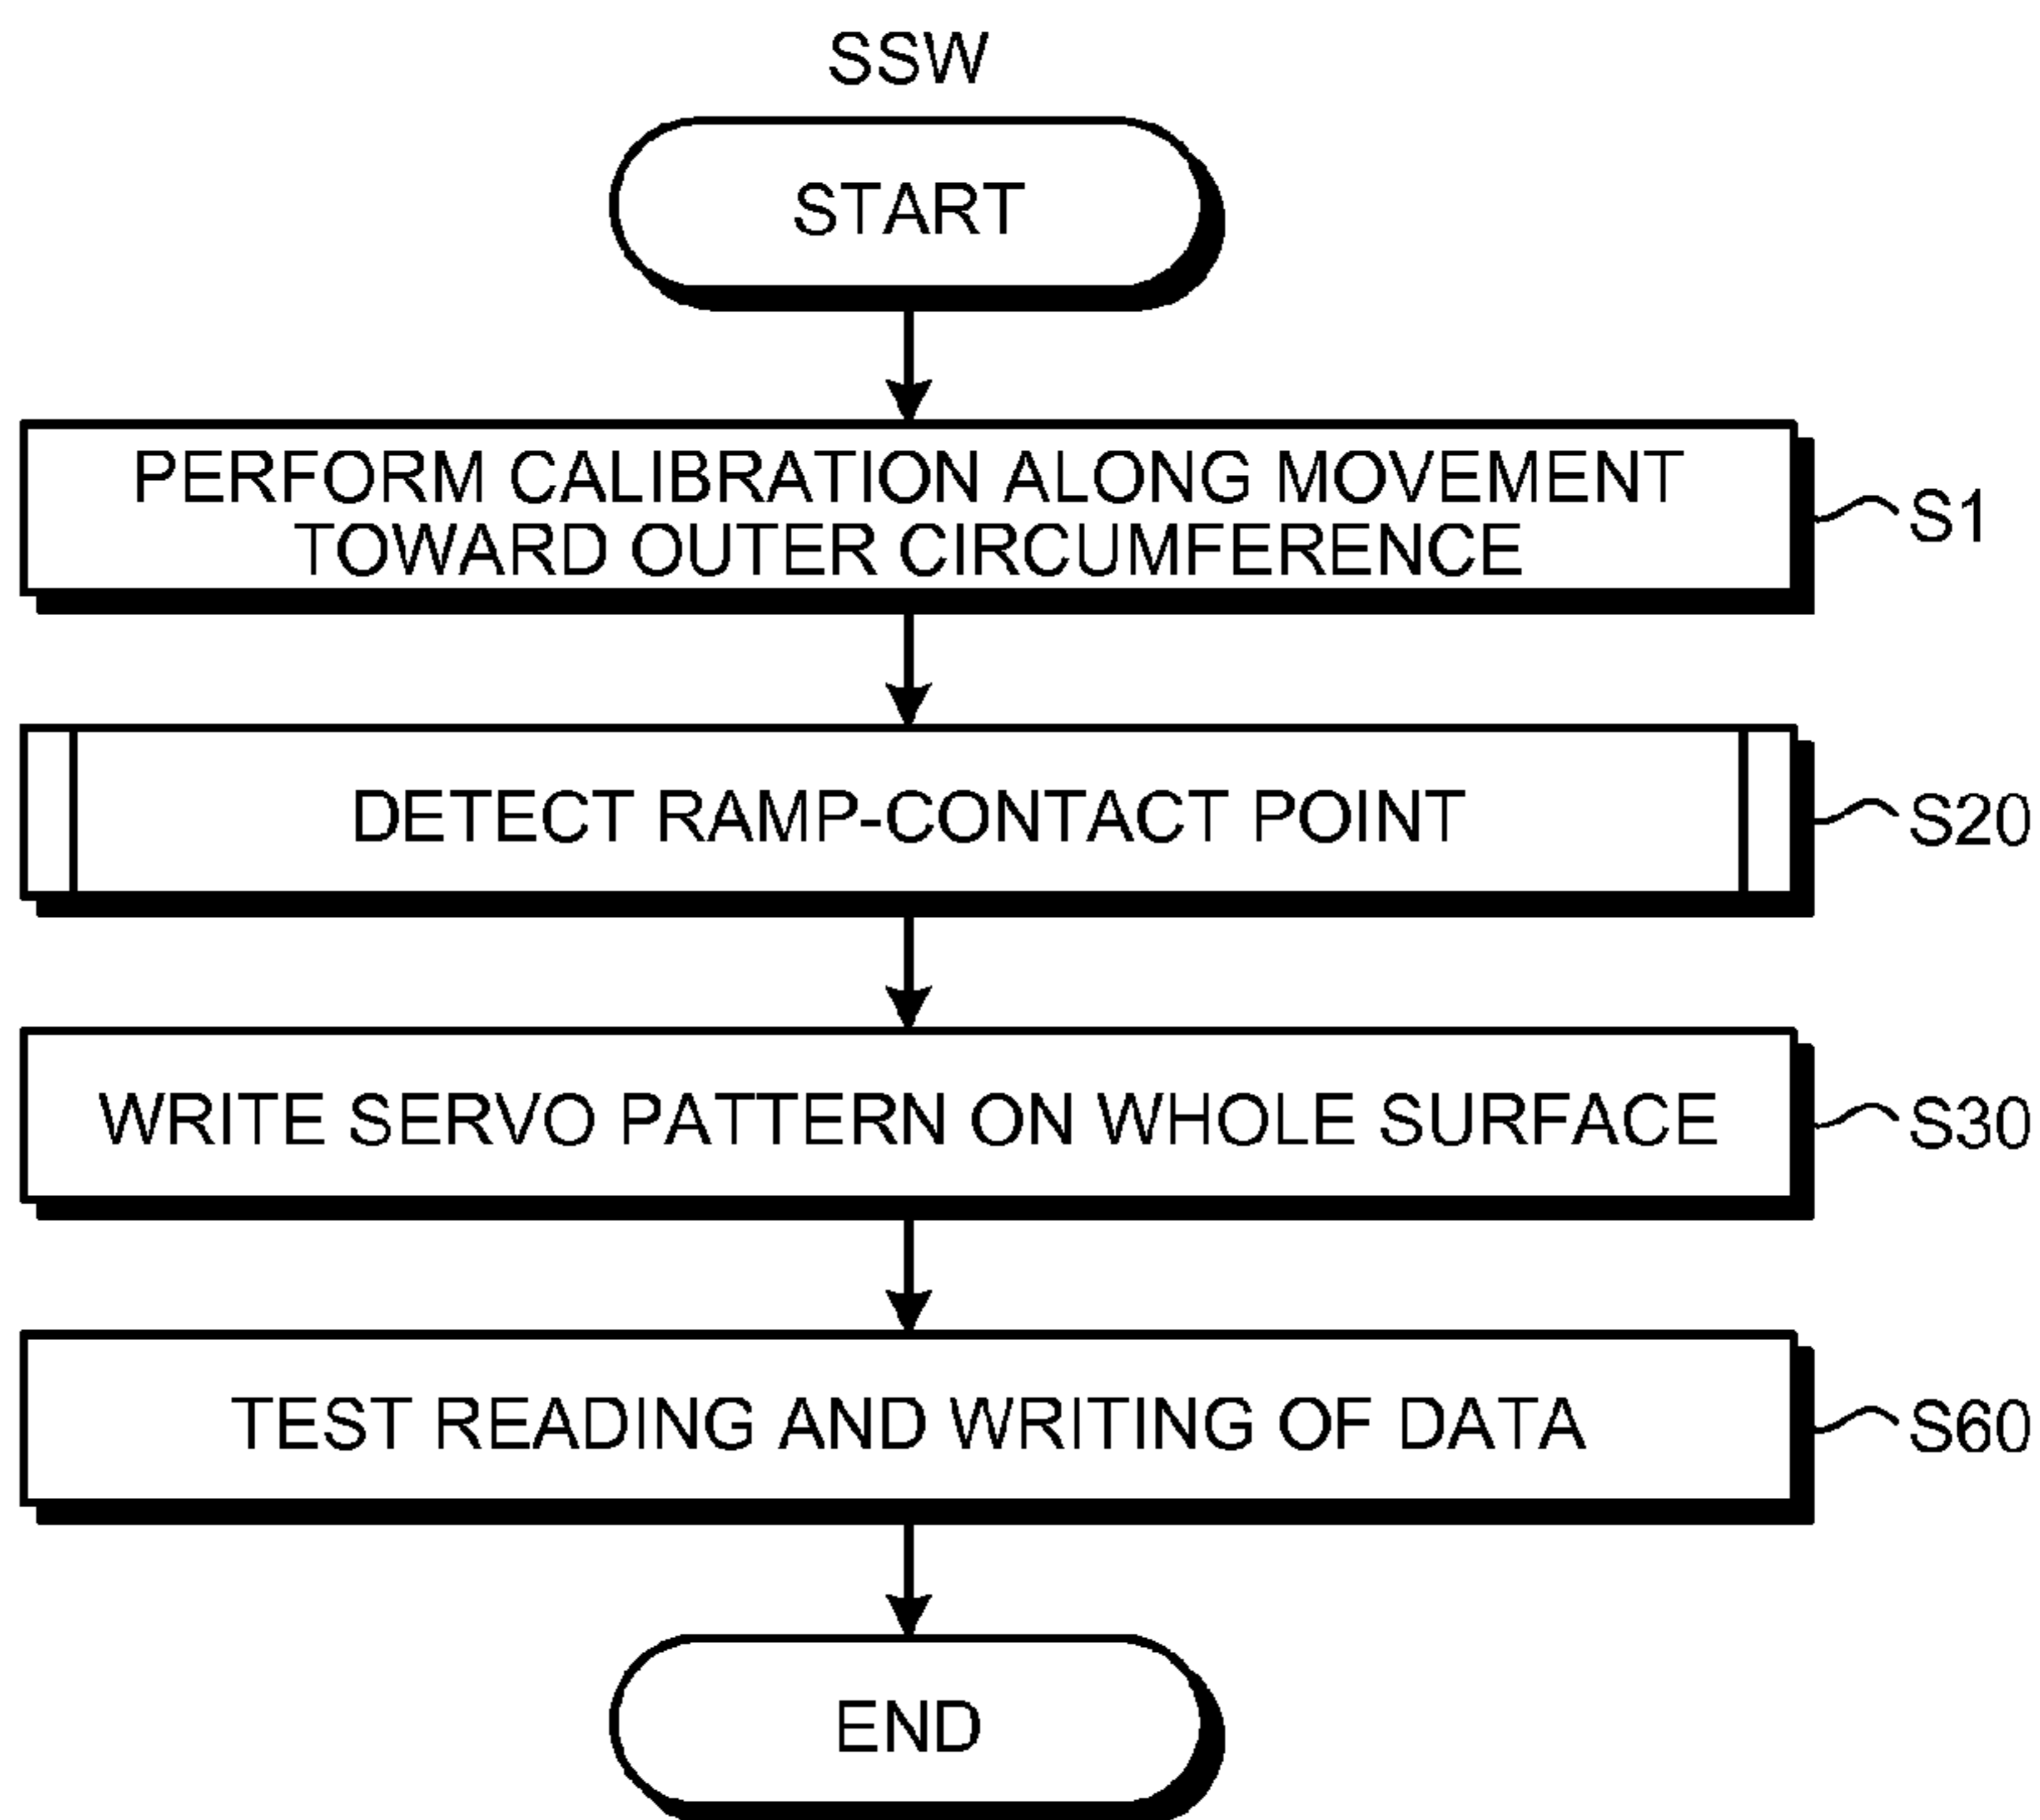 SSW
START
PERFORM CALIBRATION ALONG MOVEMENT
TOWARD OUTER CIRCUMFERENCE
S1
DETECT RAMP-CONTACT POINT
S20
WRITE SERVO PATTERN ON WHOLE SURFACE
S30
TEST READING AND WRITING OF DATA
S60
END